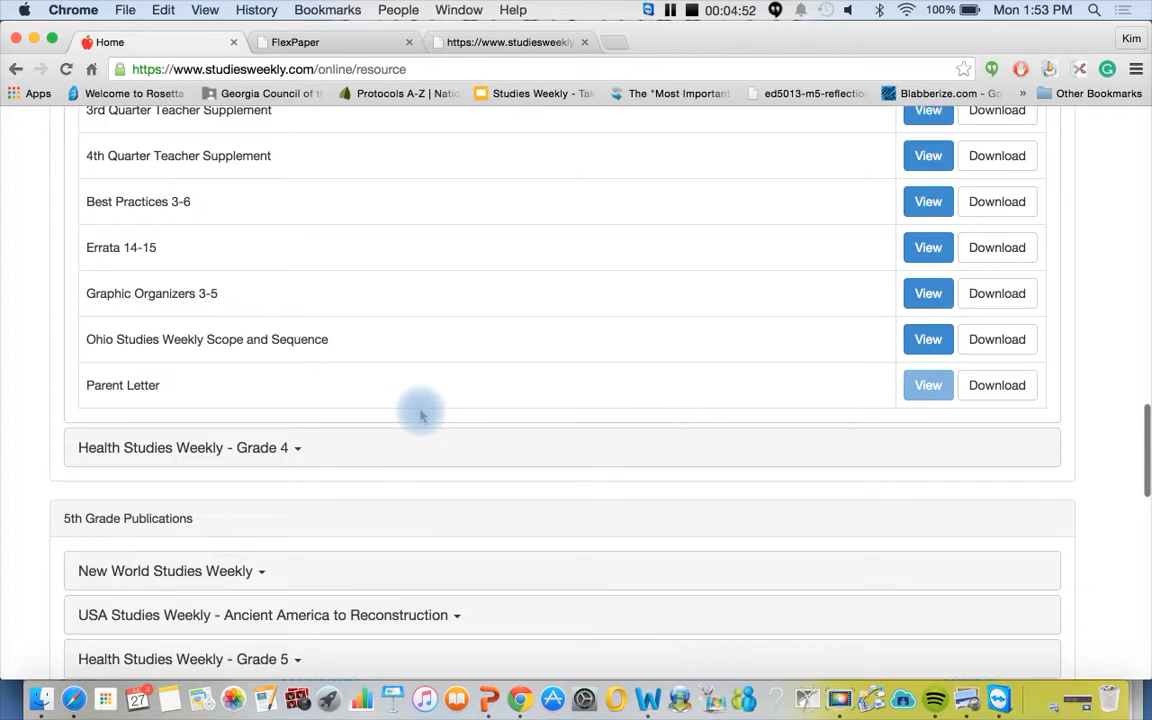 Chrome File Edit View History Bookmarks People Window Help 00:04:52 100% Mon 1:53 PM
Home FlexPaper https://www.studiesweekly Kim
https://www.studiesweekly.com/online/resource
Apps Welcome to Rosetta Georgia Council of th Protocols A-Z | Natio Studies Weekly - Tak The "Most Important ed5013-m5-reflectio Blabberize.com - G » Other Bookmarks
3rd Quarter Teacher Supplement View Download
4th Quarter Teacher Supplement View Download
Best Practices 3-6 View Download
Errata 14-15 View Download
Graphic Organizers 3-5 View Download
Ohio Studies Weekly Scope and Sequence View Download
Parent Letter View Download
Health Studies Weekly - Grade 4
5th Grade Publications
New World Studies Weekly
USA Studies Weekly - Ancient America to Reconstruction
Health Studies Weekly - Grade 5
27